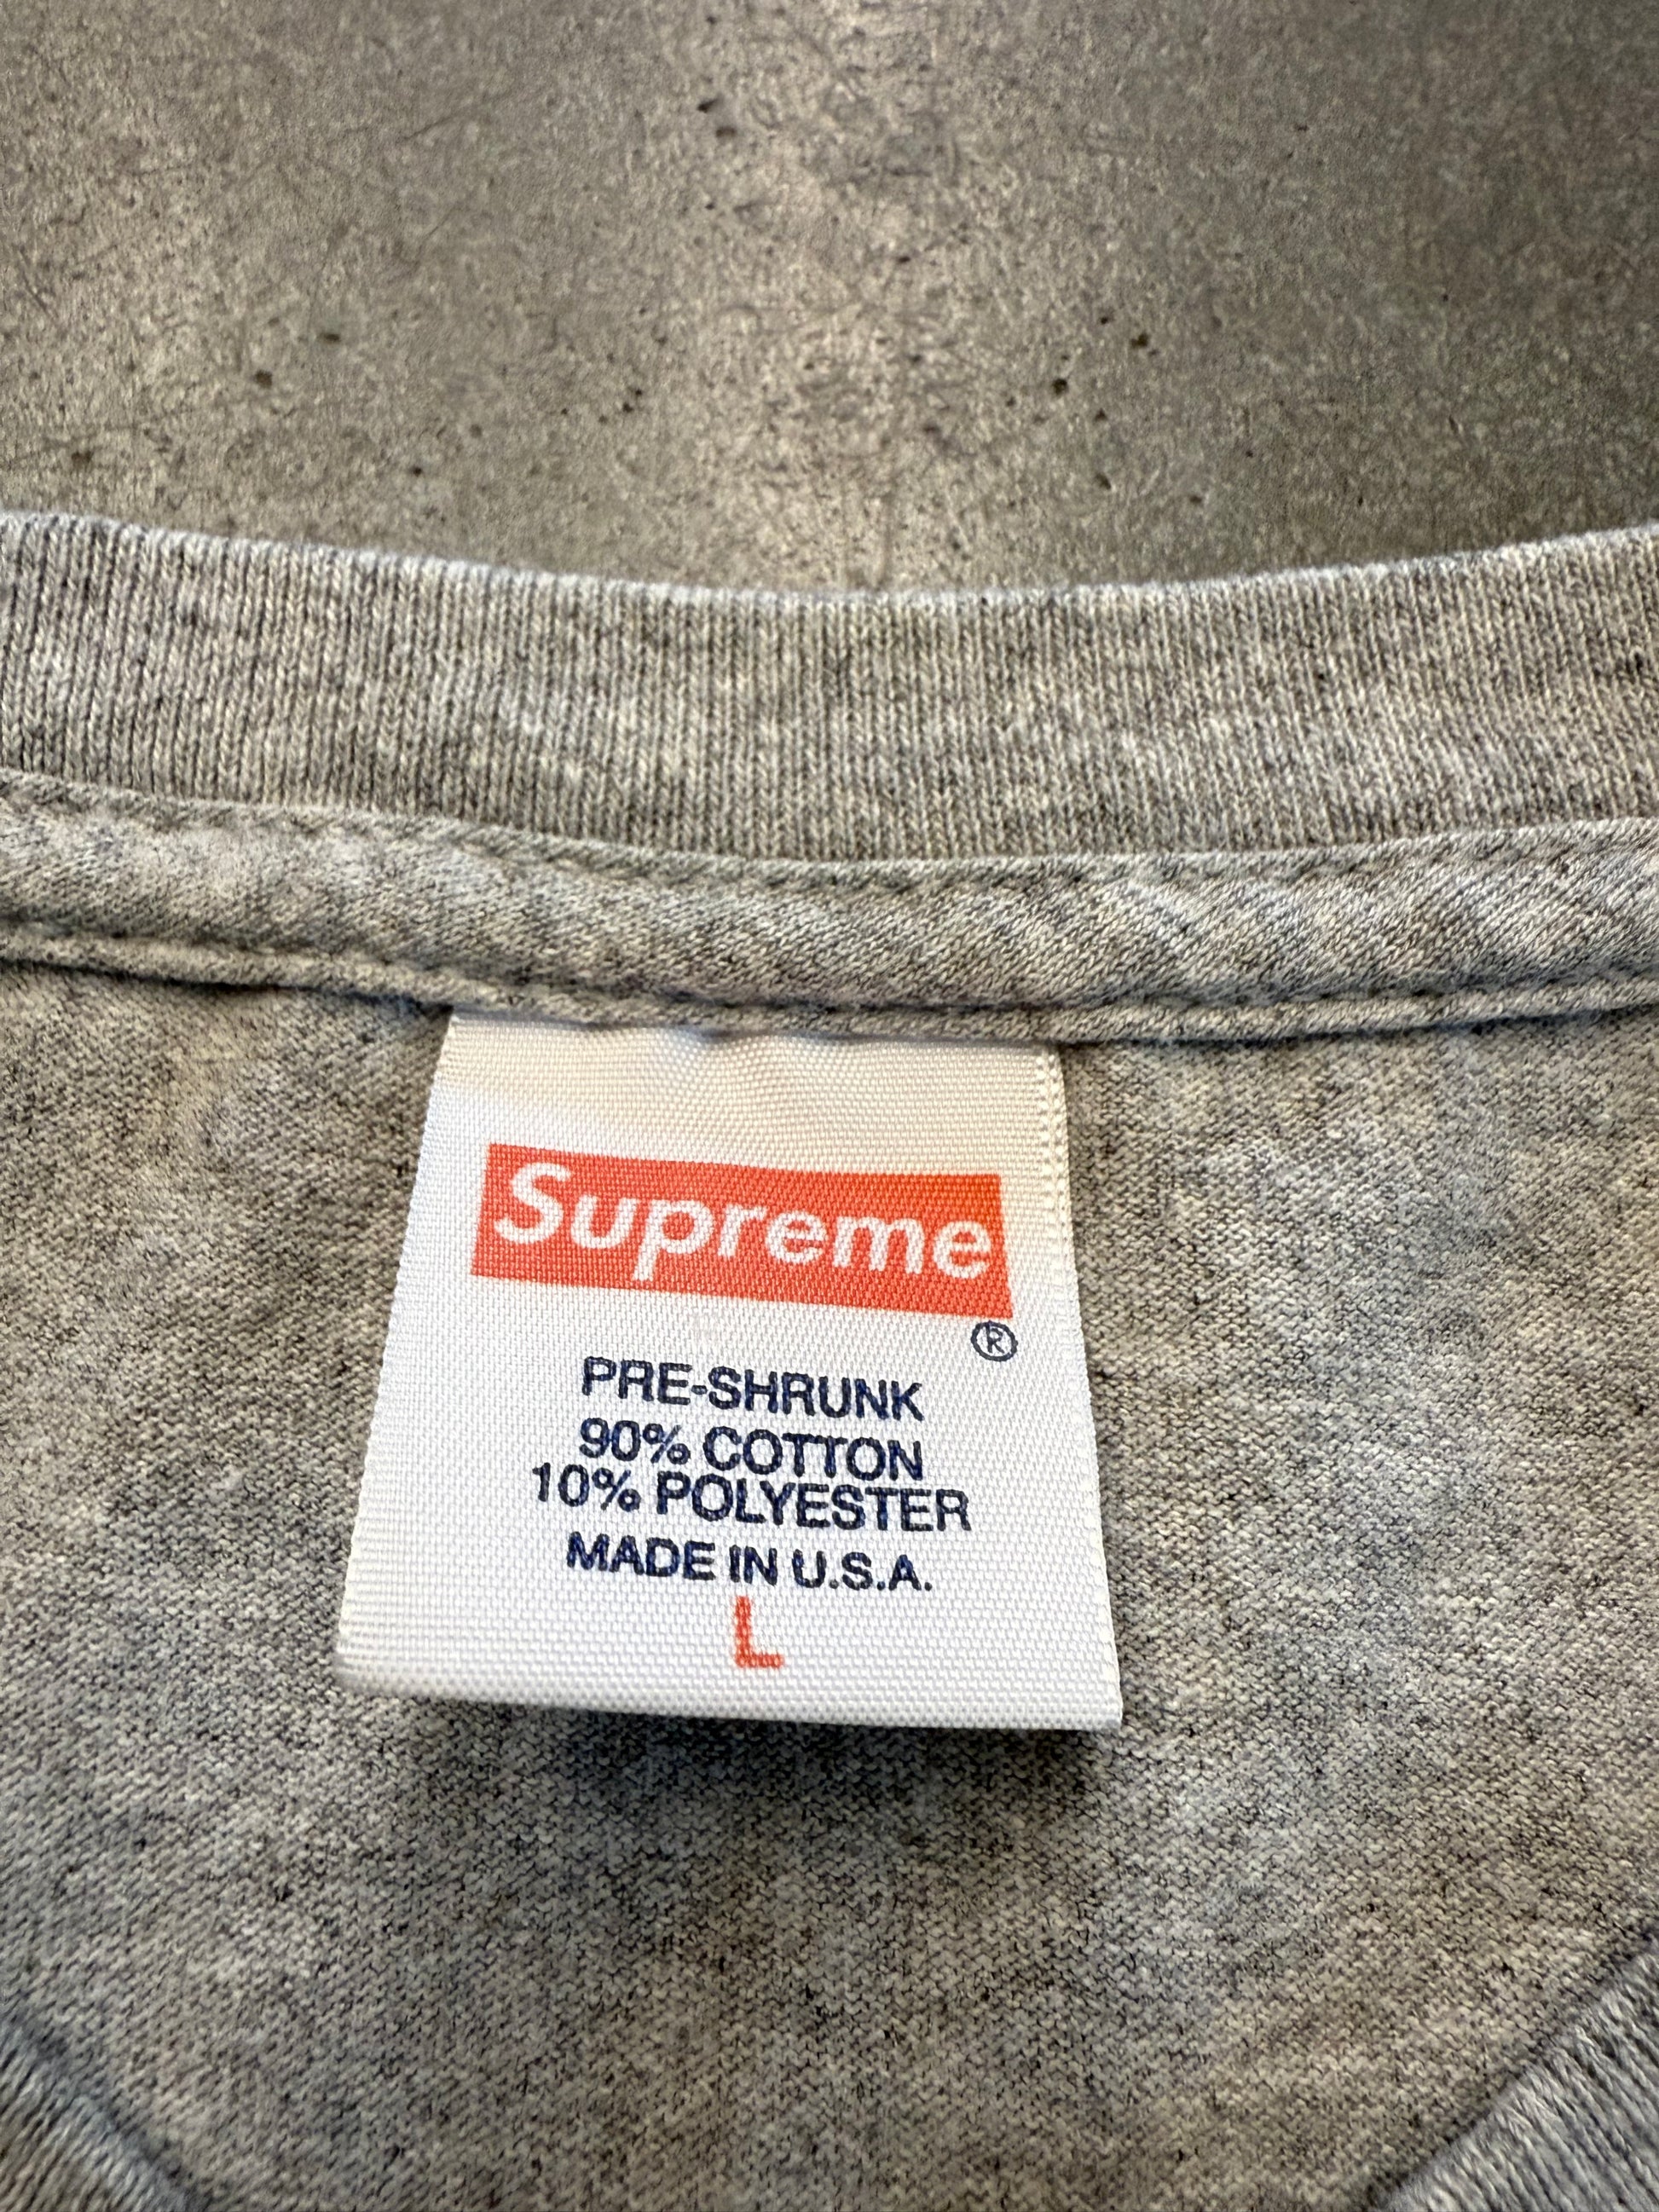 Supreme
®
PRE-SHRUNK
90% COTTON
10% POLYESTER
MADE IN U.S.A.
L